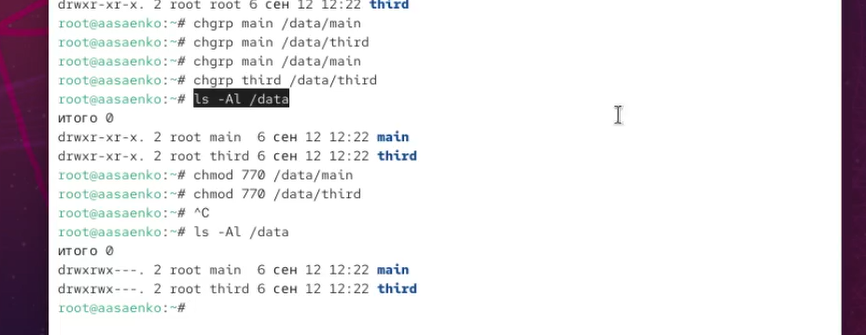 drwxr-xr-x. 2 root root 6 сен 12 12:22 third
root@aasaenko:~# chgrp main /data/main
root@aasaenko:~# chgrp main /data/third
root@aasaenko:~# chgrp main /data/main
root@aasaenko:~# chgrp third /data/third
root@aasaenko:~# ls -Al /data
итого 0
drwxr-xr-x. 2 root main  6 сен 12 12:22 main
drwxr-xr-x. 2 root third 6 сен 12 12:22 third
root@aasaenko:~# chmod 770 /data/main
root@aasaenko:~# chmod 770 /data/third
root@aasaenko:~# ^C
root@aasaenko:~# ls -Al /data
итого 0
drwxrwx---. 2 root main  6 сен 12 12:22 main
drwxrwx---. 2 root third 6 сен 12 12:22 third
root@aasaenko:~#